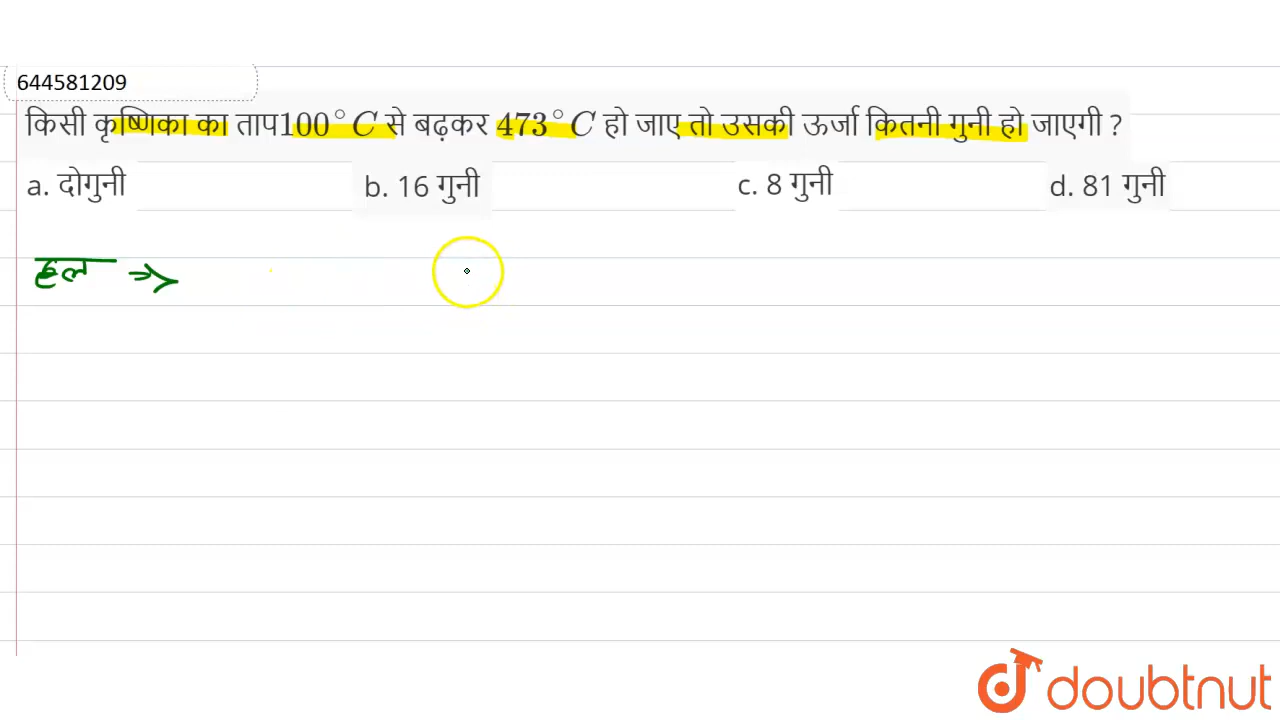 644581209
किसी कृष्णिका का ताप100°C से बढ़कर 473°C हो जाए तो उसकी ऊर्जा कितनी गुनी हो जाएगी ?
a. दोगुनी b. 16 गुनी c. 8 गुनी d. 81 गुनी
हल ⇒
doubtnut